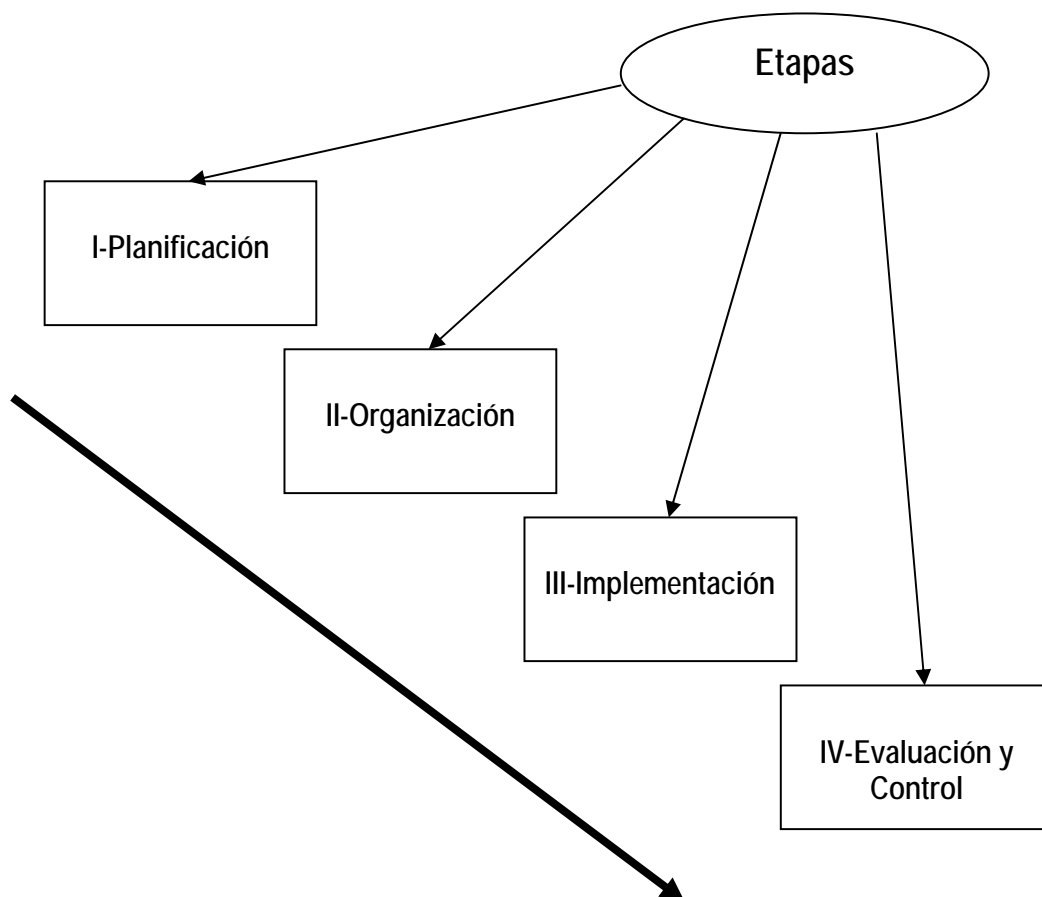 Etapas
I-Planificación
II-Organización
III-Implementación
IV-Evaluación y
Control